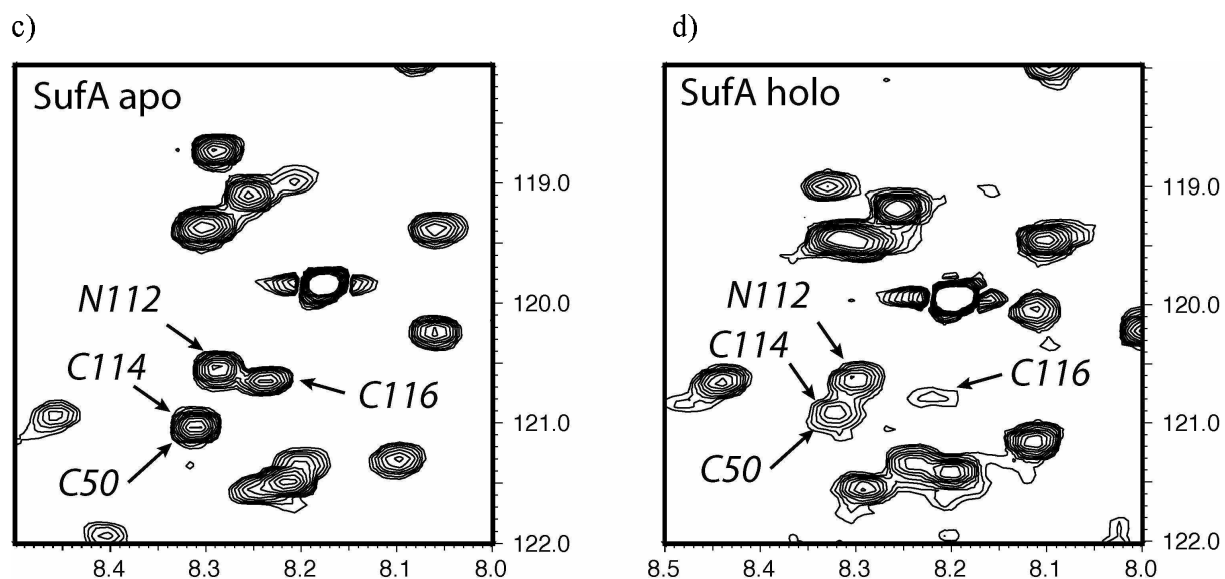 c)
d)
SufA apo
SufA holo
119.0
119.0
N112
120.0
N112
120.0
C114
C114
C116
C116
121.0
121.0
C50
C50
122.0
122.0
8.4 8.3 8.2 8.1 8.0
8.5 8.4 8.3 8.2 8.1 8.0